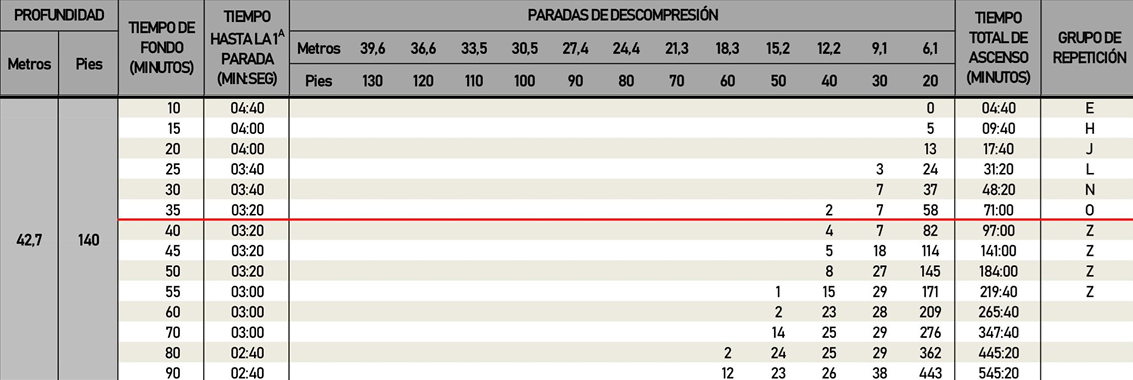 PROFUNDIDAD TIEMPO DE FONDO (MINUTOS) TIEMPO HASTA LA 1ᴬ PARADA (MIN:SEG) PARADAS DE DESCOMPRESIÓN TIEMPO TOTAL DE ASCENSO (MINUTOS) GRUPO DE REPETICIÓN
Metros Pies Metros 39,6 36,6 33,5 30,5 27,4 24,4 21,3 18,3 15,2 12,2 9,1 6,1
Pies 130 120 110 100 90 80 70 60 50 40 30 20
10 04:40 0 04:40 E
15 04:00 5 09:40 H
20 04:00 13 17:40 J
25 03:40 3 24 31:20 L
30 03:40 7 37 48:20 N
35 03:20 2 7 58 71:00 O
42,7 140 40 03:20 4 7 82 97:00 Z
45 03:20 5 18 114 141:00 Z
50 03:20 8 27 145 184:00 Z
55 03:00 1 15 29 171 219:40 Z
60 03:00 2 23 28 209 265:40
70 03:00 14 25 29 276 347:40
80 02:40 2 24 25 29 362 445:20
90 02:40 12 23 26 38 443 545:20